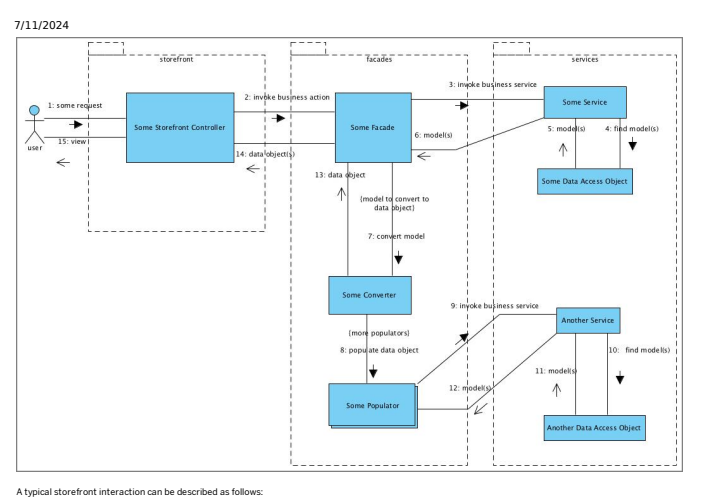 7/11/2024
storefront
facades
services
3: invoke business service
Some Service
2: invoke business action
1: some request
Some Storefront Controller
Some Facade
6: model(s)
5: model(s)
4: find model(s)
15: view
user
14: data object(s)
13: data object
Some Data Access Object
{model to convert to
data object}
7: convert model
Some Converter
9: invoke business service
Another Service
{more populators}
8: populate data object
10: find model(s)
11: model(s)
12: model(s)
Some Populator
Another Data Access Object
A typical storefront interaction can be described as follows: